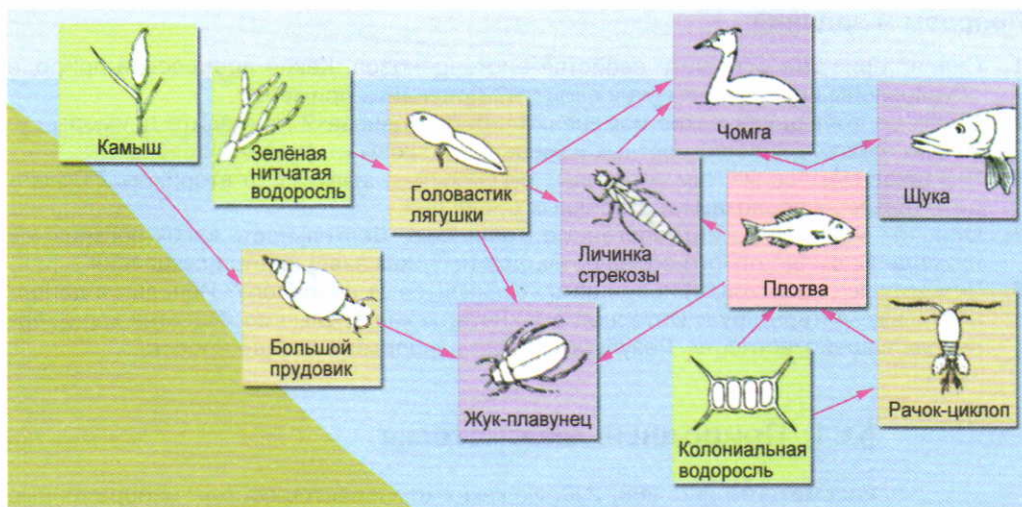 Камыш
Зелёная
нитчатая
водоросль
Головастик
лягушки
Чомга
Щука
Личинка
стрекозы
Плотва
Большой
прудовик
Жук-плавунец
Колониальная
водоросль
Рачок-циклоп